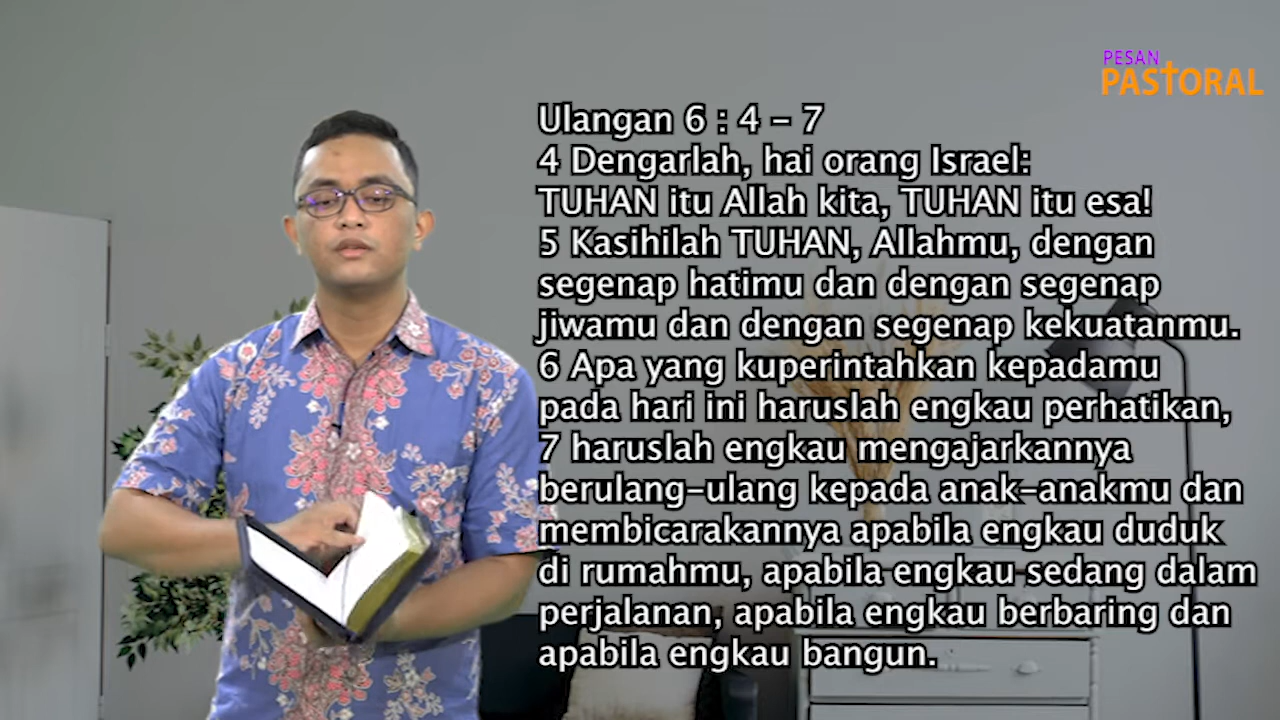 PESAN
PASTORAL
Ulangan 6 : 4 – 7
4 Dengarlah, hai orang Israel:
TUHAN itu Allah kita, TUHAN itu esa!
5 Kasihilah TUHAN, Allahmu, dengan
segenap hatimu dan dengan segenap
jiwamu dan dengan segenap kekuatanmu.
6 Apa yang kuperintahkan kepadamu
pada hari ini haruslah engkau perhatikan,
7 haruslah engkau mengajarkannya
berulang-ulang kepada anak-anakmu dan
membicarakannya apabila engkau duduk
di rumahmu, apabila engkau sedang dalam
perjalanan, apabila engkau berbaring dan
apabila engkau bangun.